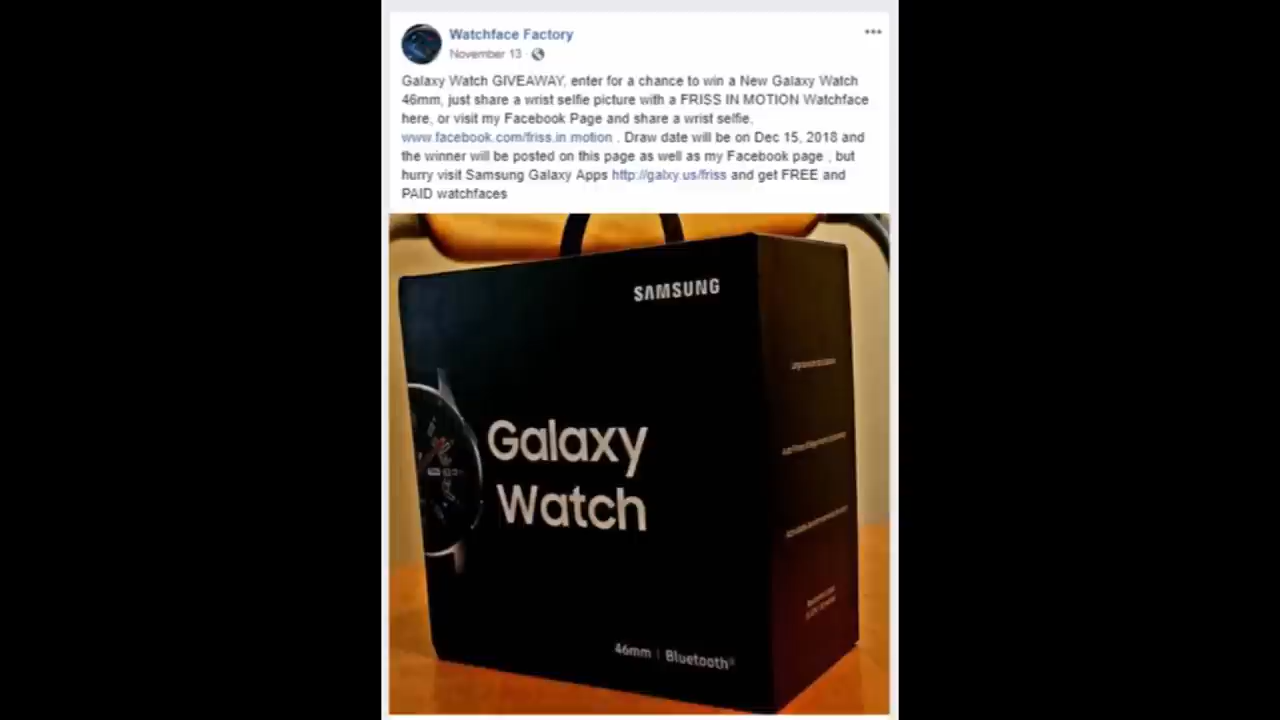 Watchface Factory
November 13
Galaxy Watch GIVEAWAY, enter for a chance to win a New Galaxy Watch
46mm, just share a wrist selfie picture with a FRISS IN MOTION Watchface
here, or visit my Facebook Page and share a wrist selfie.
www.facebook.com/friss.in.motion . Draw date will be on Dec 15, 2018 and
the winner will be posted on this page as well as my Facebook page , but
hurry visit Samsung Galaxy Apps http://galxy.us/friss and get FREE and
PAID watchfaces
SAMSUNG
Galaxy
Watch
46mm | Bluetooth®